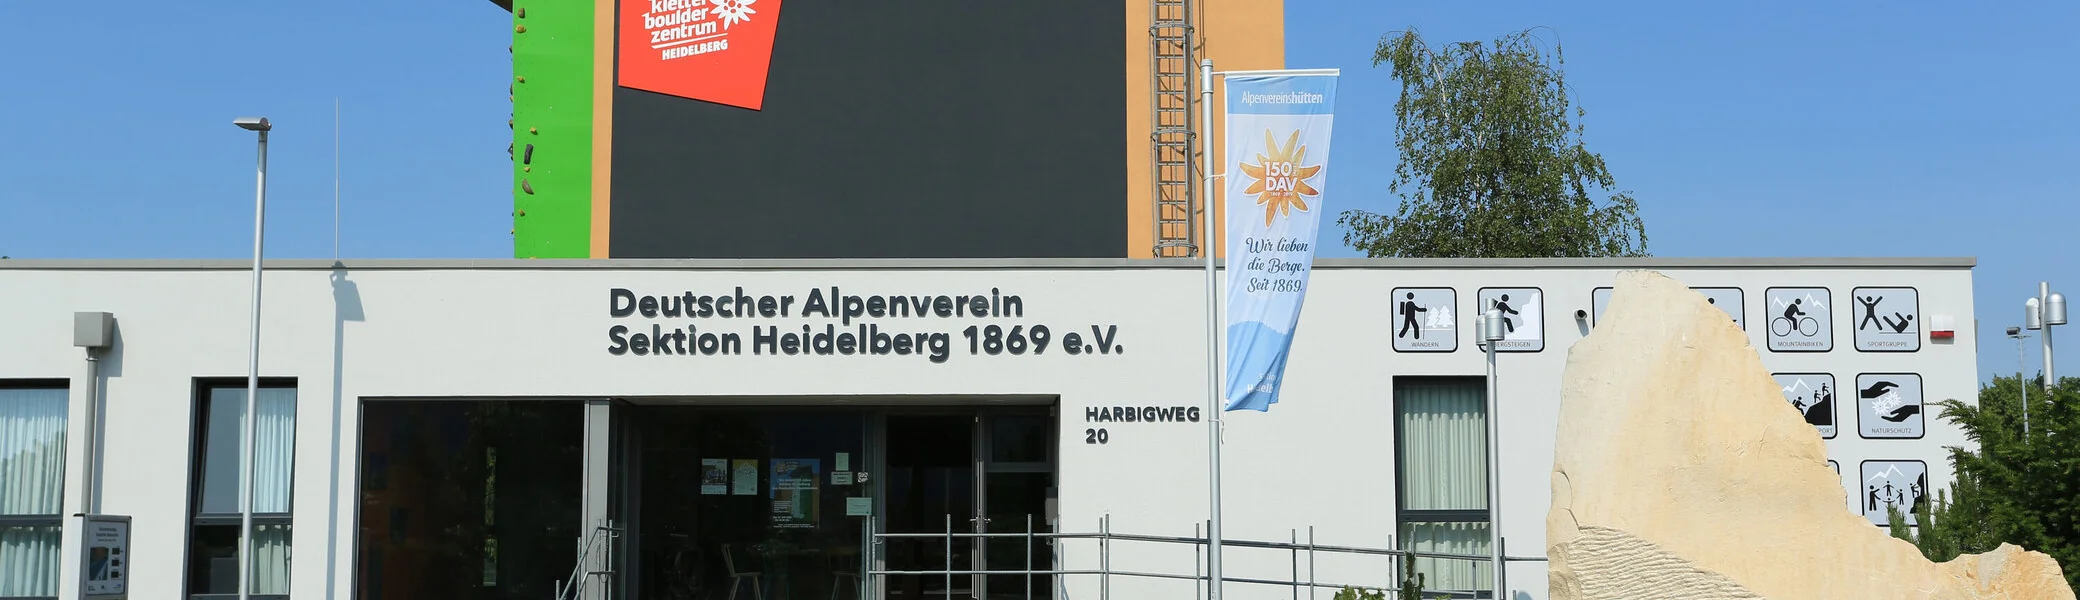 kletter
boulder
zentrum
HEIDELBERG
Alpenvereinshütten
150
DAV
Wir lieben
die Berge.
Seit 1869.
Deutscher Alpenverein
Sektion Heidelberg 1869 e.V.
HARBIGWEG
20
WANDERN
MOUNTAINBIKEN
SPORTGRUPPE
NATURSCHUTZ